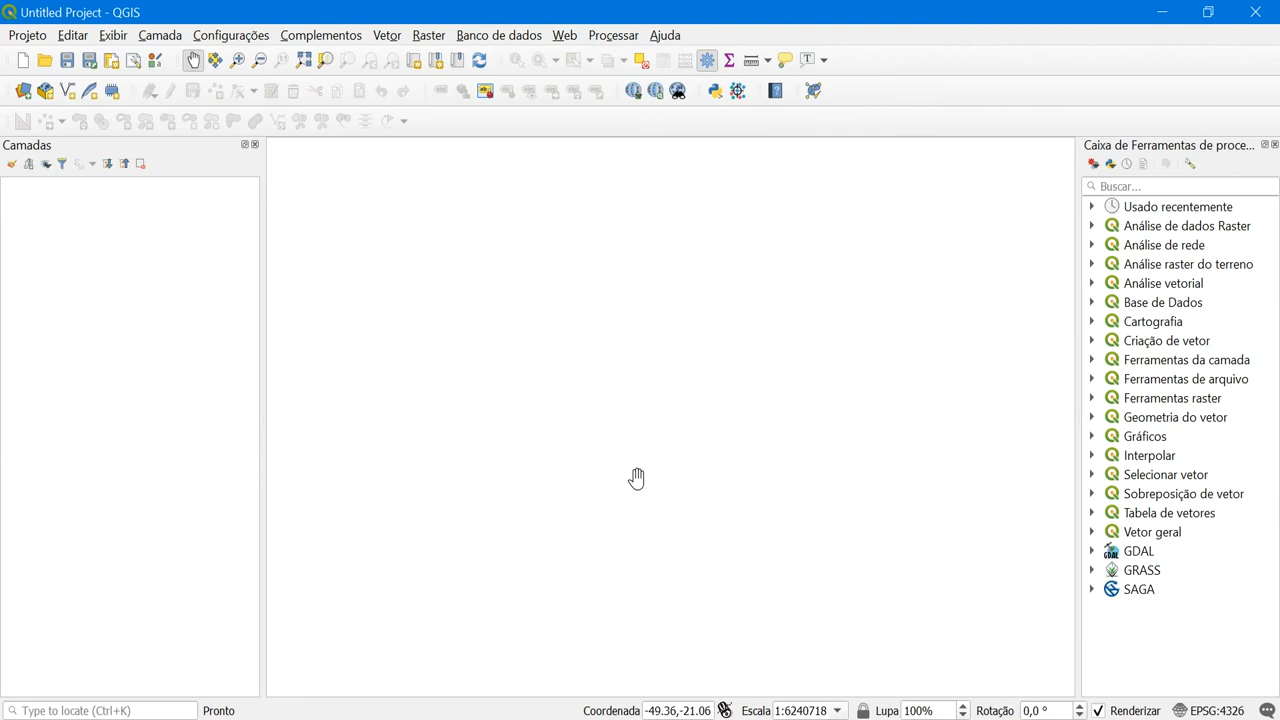 Untitled Project - QGIS
Projeto Editar Exibir Camada Configurações Complementos Vetor Raster Banco de dados Web Processar Ajuda
Camadas
Caixa de Ferramentas de proce...
Buscar...
Usado recentemente
Análise de dados Raster
Análise de rede
Análise raster do terreno
Análise vetorial
Base de Dados
Cartografia
Criação de vetor
Ferramentas da camada
Ferramentas de arquivo
Ferramentas raster
Geometria do vetor
Gráficos
Interpolar
Selecionar vetor
Sobreposição de vetor
Tabela de vetores
Vetor geral
GDAL
GRASS
SAGA
Type to locate (Ctrl+K) Pronto Coordenada -49.36,-21.06 Escala 1:6240718 Lupa 100% Rotação 0,0 ° Renderizar EPSG:4326